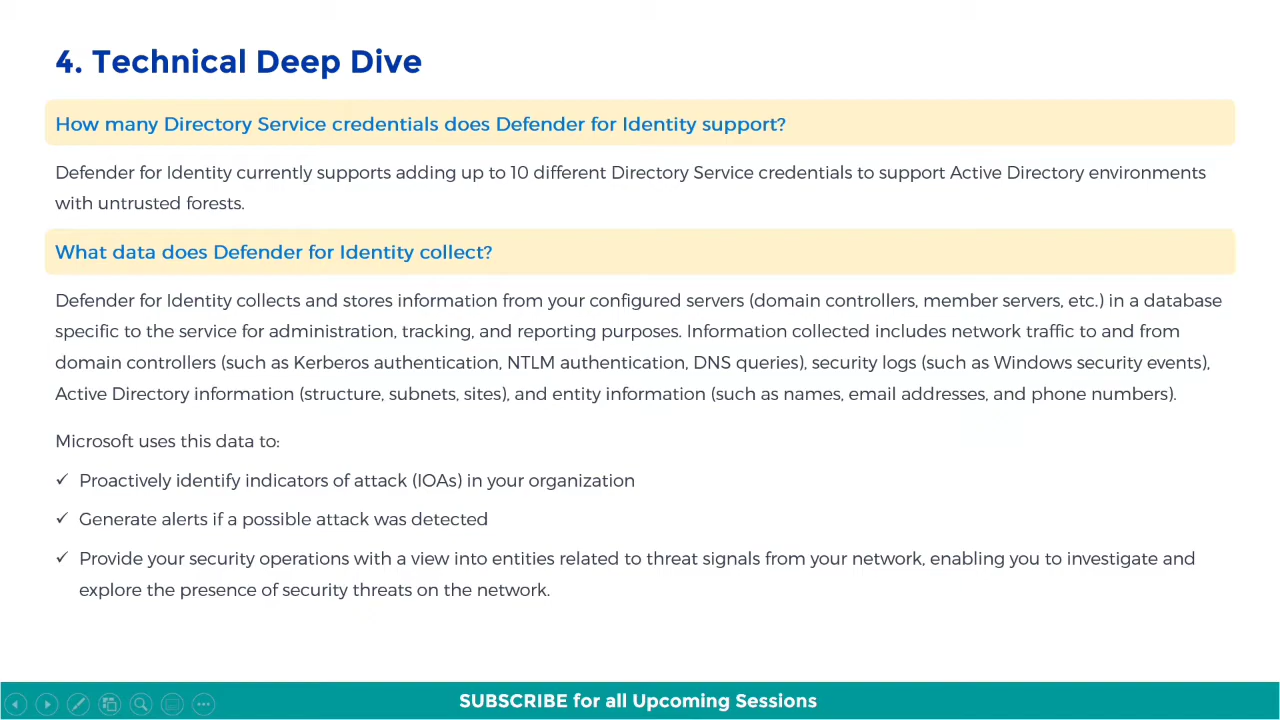 4. Technical Deep Dive
How many Directory Service credentials does Defender for Identity support?
Defender for Identity currently supports adding up to 10 different Directory Service credentials to support Active Directory environments
with untrusted forests.
What data does Defender for Identity collect?
Defender for Identity collects and stores information from your configured servers (domain controllers, member servers, etc.) in a database
specific to the service for administration, tracking, and reporting purposes. Information collected includes network traffic to and from
domain controllers (such as Kerberos authentication, NTLM authentication, DNS queries), security logs (such as Windows security events),
Active Directory information (structure, subnets, sites), and entity information (such as names, email addresses, and phone numbers).
Microsoft uses this data to:
✓ Proactively identify indicators of attack (IOAs) in your organization
✓ Generate alerts if a possible attack was detected
✓ Provide your security operations with a view into entities related to threat signals from your network, enabling you to investigate and
explore the presence of security threats on the network.
SUBSCRIBE for all Upcoming Sessions